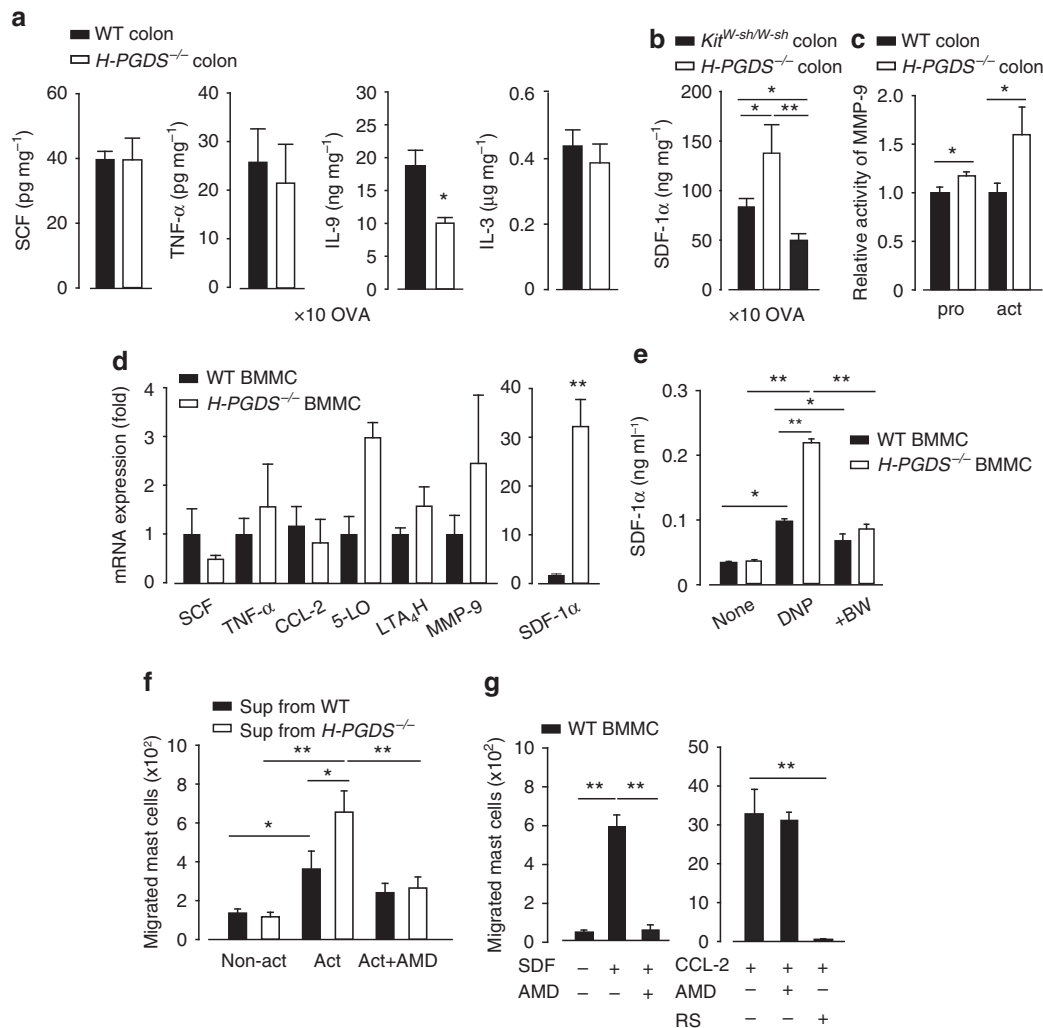 a
WT colon
H-PGDS−/− colon
SCF (pg mg−1)
60
40
20
0
TNF-α (pg mg−1)
40
30
20
10
0
IL-9 (ng mg−1)
30
25
20
15
10
5
0
*
IL-3 (μg mg−1)
0.6
0.4
0.2
0
×10 OVA
b
KitW-sh/W-sh colon
H-PGDS−/− colon
SDF-1α (ng mg−1)
200
150
100
50
0
*
* **
×10 OVA
c
WT colon
H-PGDS−/− colon
Relative activity of MMP-9
2.0
1.5
1.0
0.5
0
*
*
pro act
d
WT BMMC
H-PGDS−/− BMMC
mRNA expression (fold)
4
3
2
1
0
SCF TNF-α CCL-2 5-LO LTA4H MMP-9
40
30
20
10
0
**
SDF-1α
e
SDF-1α (ng ml−1)
0.3
0.2
0.1
0
** **
*
**
*
WT BMMC
H-PGDS−/− BMMC
None DNP +BW
f
Sup from WT
Sup from H-PGDS−/−
Migrated mast cells (x10²)
10
8
6
4
2
0
** **
*
*
Non-act Act Act+AMD
g
WT BMMC
Migrated mast cells (x10²)
10
8
6
4
2
0
** **
SDF − + +
AMD − − +
50
40
30
20
10
0
**
CCL-2 + + +
AMD − + −
RS − − +